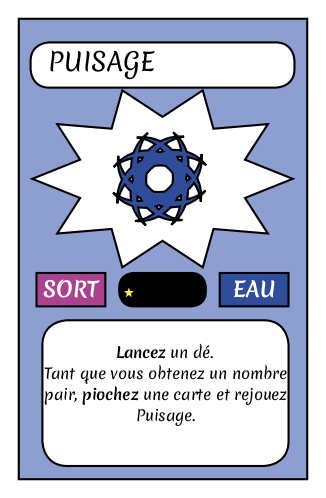 PUISAGE
SORT
EAU
Lancez un dé.
Tant que vous obtenez un nombre
pair, piochez une carte et rejouez
Puisage.